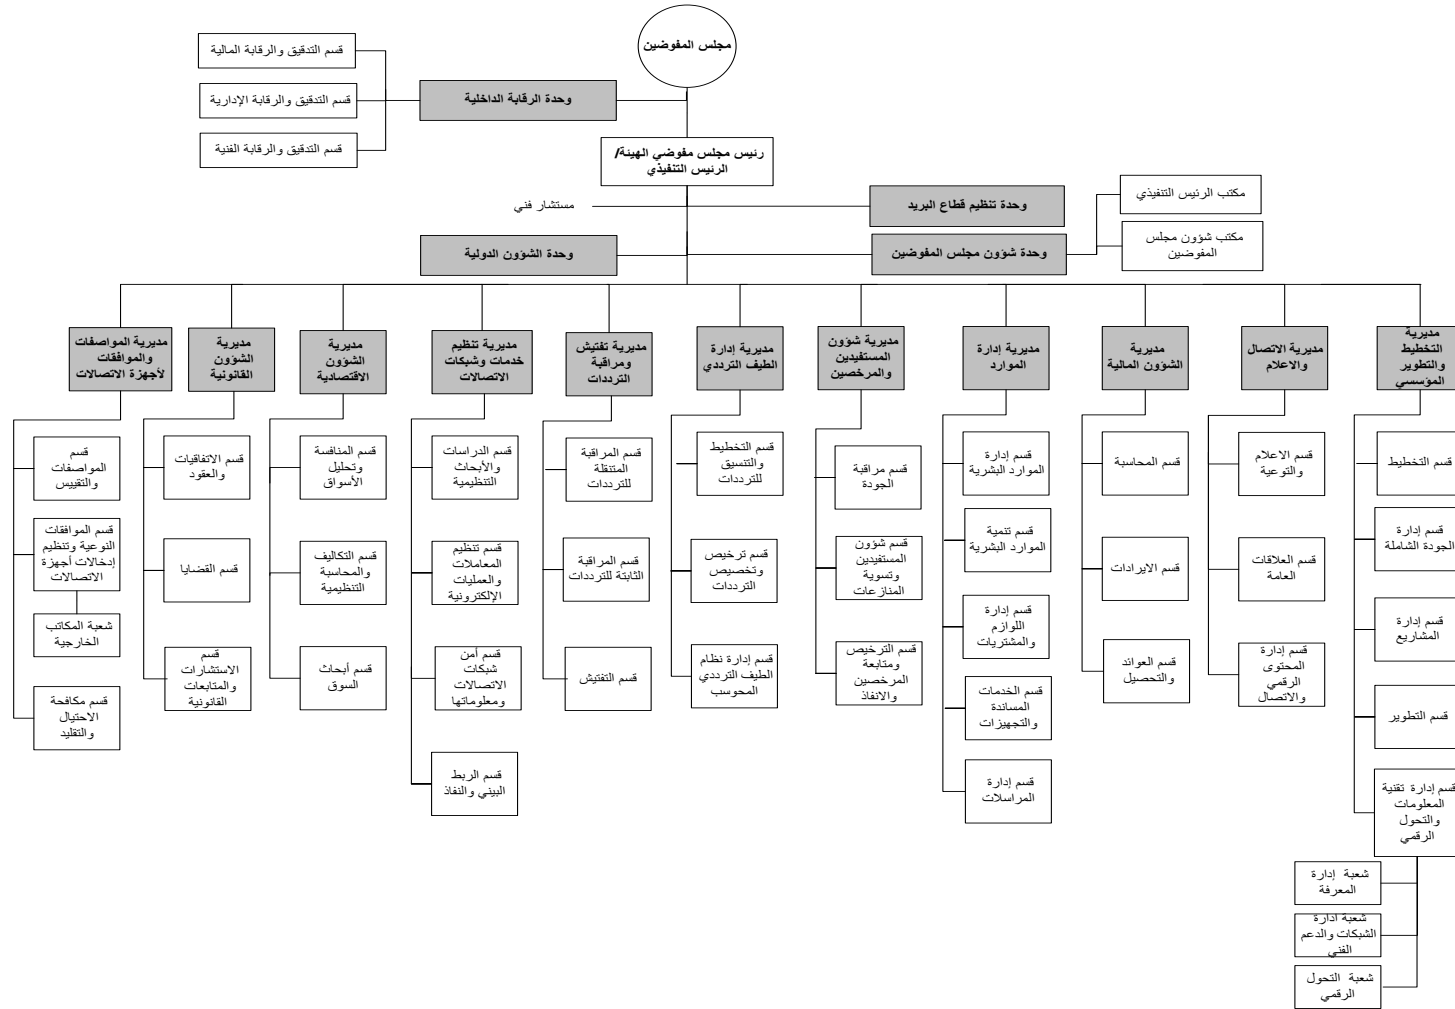 مجلس المفوضين
قسم التدقيق والرقابة المالية
قسم التدقيق والرقابة الإدارية
قسم التدقيق والرقابة الفنية
وحدة الرقابة الداخلية
رئيس مجلس مفوضي الهيئة/
الرئيس التنفيذي
مستشار فني
وحدة تنظيم قطاع البريد
مكتب الرئيس التنفيذي
وحدة الشؤون الدولية
وحدة شؤون مجلس المفوضين
مكتب شؤون مجلس
المفوضين
مديرية
التخطيط
والتطوير
المؤسسي
قسم التخطيط
قسم إدارة
الجودة الشاملة
قسم إدارة
المشاريع
قسم التطوير
قسم إدارة تقنية
المعلومات
والتحول
الرقمي
شعبة إدارة
المعرفة
شعبة ادارة
الشبكات والدعم
الفني
شعبة التحول
الرقمي
مديرية الاتصال
والاعلام
قسم الاعلام
والتوعية
قسم العلاقات
العامة
قسم إدارة
المحتوى
الرقمي
والاتصال
مديرية
الشؤون المالية
قسم المحاسبة
قسم الايرادات
قسم العوائد
والتحصيل
مديرية إدارة
الموارد
قسم إدارة
الموارد البشرية
قسم تنمية
الموارد البشرية
قسم إدارة
اللوازم
والمشتريات
قسم الخدمات
المساندة
والتجهيزات
قسم إدارة
المراسلات
مديرية شؤون
المستفيدين
والمرخصين
قسم مراقبة
الجودة
قسم شؤون
المستفيدين
وتسوية
المنازعات
قسم الترخيص
ومتابعة
المرخصين
والانفاذ
مديرية إدارة
الطيف الترددي
قسم التخطيط
والتنسيق
للترددات
قسم ترخيص
وتخصيص
الترددات
قسم إدارة نظام
الطيف الترددي
المحوسب
مديرية تفتيش
ومراقبة
الترددات
قسم المراقبة
المتنقلة
للترددات
قسم المراقبة
الثابتة للترددات
قسم التفتيش
مديرية تنظيم
خدمات وشبكات
الاتصالات
قسم الدراسات
والأبحاث
التنظيمية
قسم تنظيم
المعاملات
والعمليات
الإلكترونية
قسم أمن
شبكات
الاتصالات
ومعلوماتها
قسم الربط
البيني والنفاذ
مديرية
الشؤون
الاقتصادية
قسم المنافسة
وتحليل
الأسواق
قسم التكاليف
والمحاسبة
التنظيمية
قسم أبحاث
السوق
مديرية
الشؤون
القانونية
قسم الاتفاقيات
والعقود
قسم القضايا
قسم
الاستشارات
والمتابعات
القانونية
مديرية المواصفات
والموافقات
لأجهزة الاتصالات
قسم
المواصفات
والتقييس
قسم الموافقات
النوعية وتنظيم
إدخالات أجهزة
الاتصالات
شعبة المكاتب
الخارجية
قسم مكافحة
الاحتيال
والتقليد